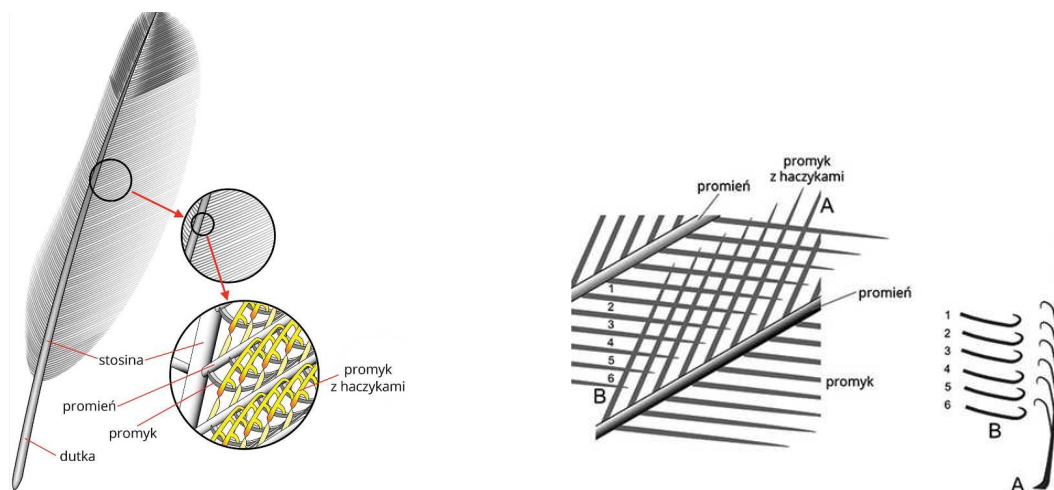 stosina
promień
promyk
dutka
promyk
z haczykami
promyk
z haczykami
promień
A
promień
1
2
3
4
5
6
B
promyk
1
2
3
4
5
6
B
A